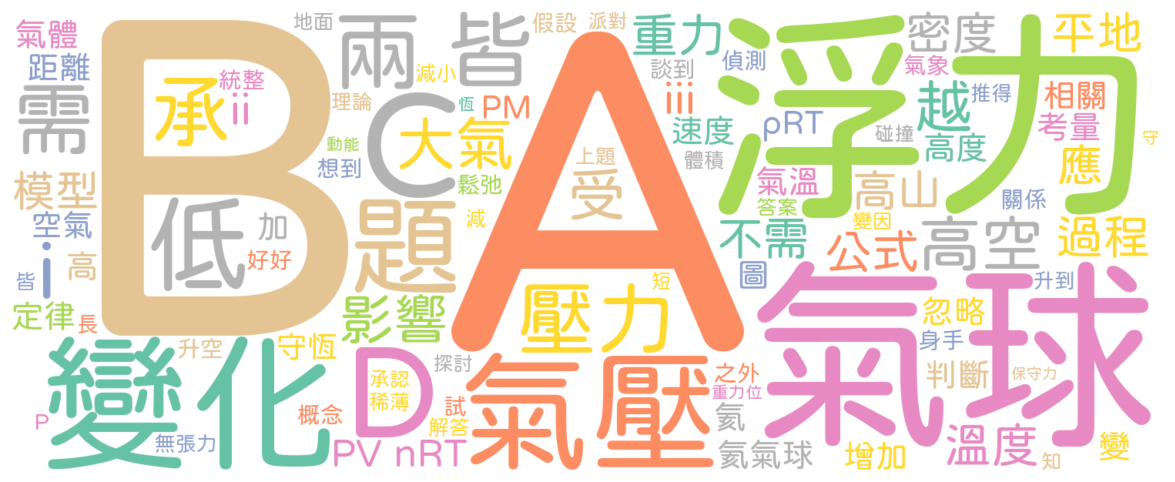 氣體
地面
兩
皆
假設
派對
重力
密度
平地
距離
統整
減小
談到
偵測
氣象
浮力
需
承
ii
B
理論
C
恆
PM
A
iii
速度
ρRT
越
推得
相關
考量
動能
大氣
想到
鬆弛
上題
體積
碰撞
高度
應
守
模型
低
加
題
減
受
氣溫
答案
高山
關係
空氣
i
高
好好
不需
變因
公式
高空
過程
皆
定律
長
影響
壓力
短
圖
氣球
升到
忽略
變化
升空
守恆
D
探討
氣壓
之外
身手
判斷
保守力
承認
稀薄
重力位
P
無張力
概念
解答
試
氦
PV nRT
氦氣球
增加
溫度
知
變